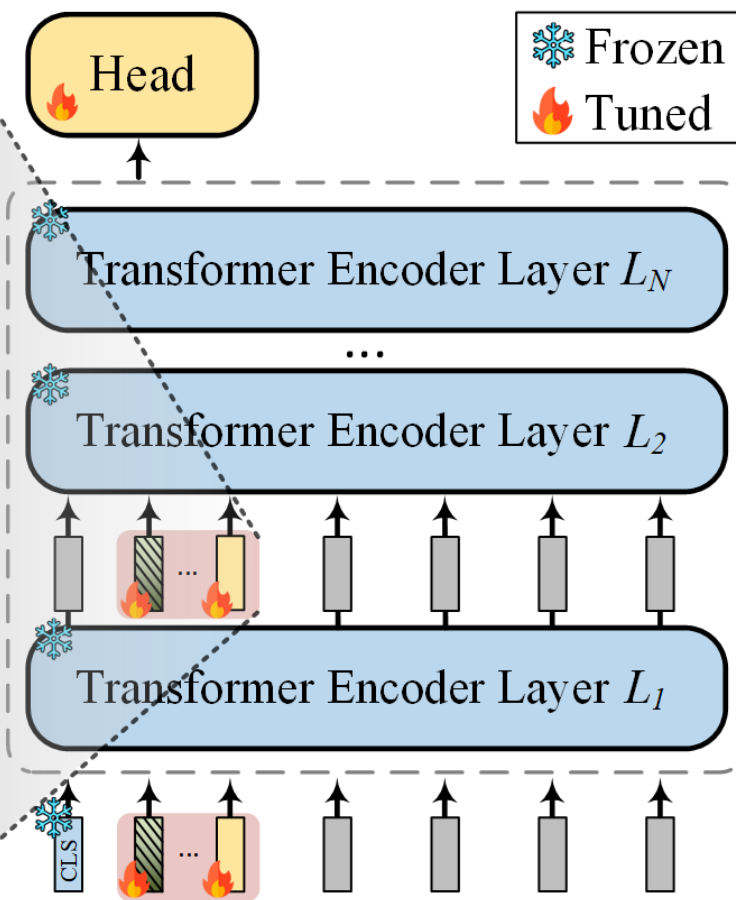 Head
Frozen
Tuned
Transformer Encoder Layer L_N
...
Transformer Encoder Layer L_2
...
Transformer Encoder Layer L_1
CLS
...